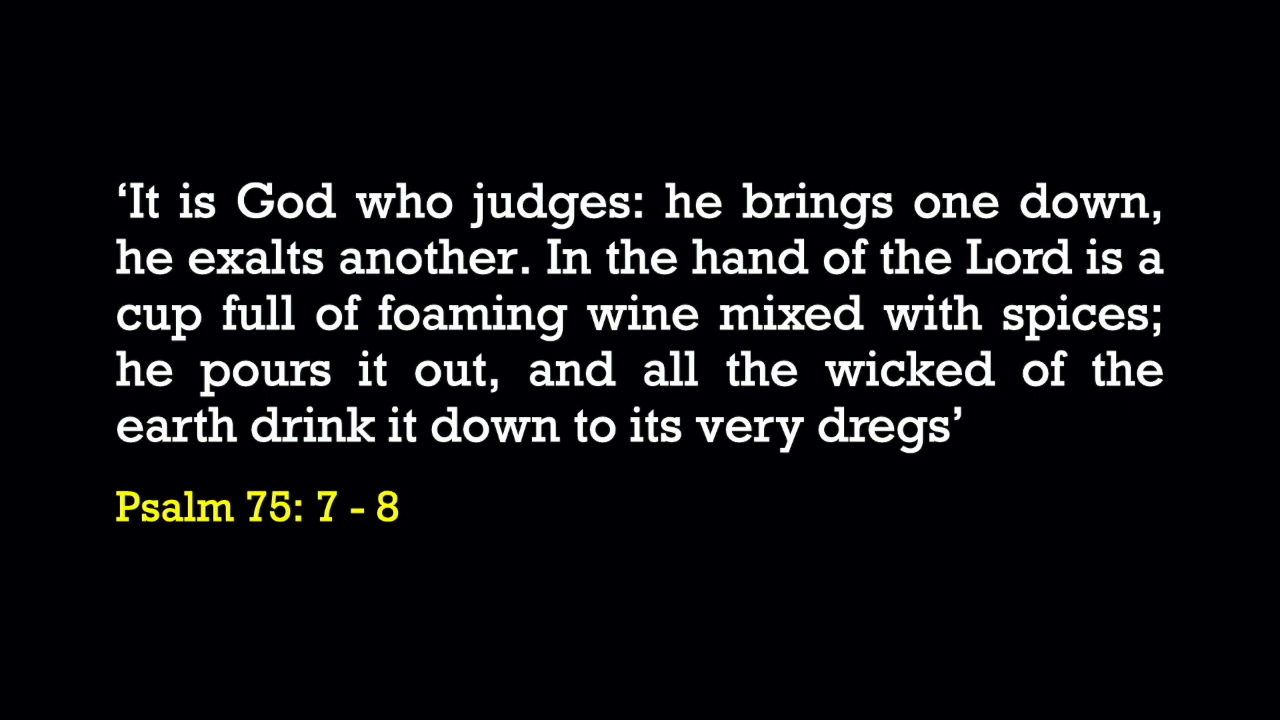 ‘It is God who judges: he brings one down,
he exalts another. In the hand of the Lord is a
cup full of foaming wine mixed with spices;
he pours it out, and all the wicked of the
earth drink it down to its very dregs’
Psalm 75: 7 - 8